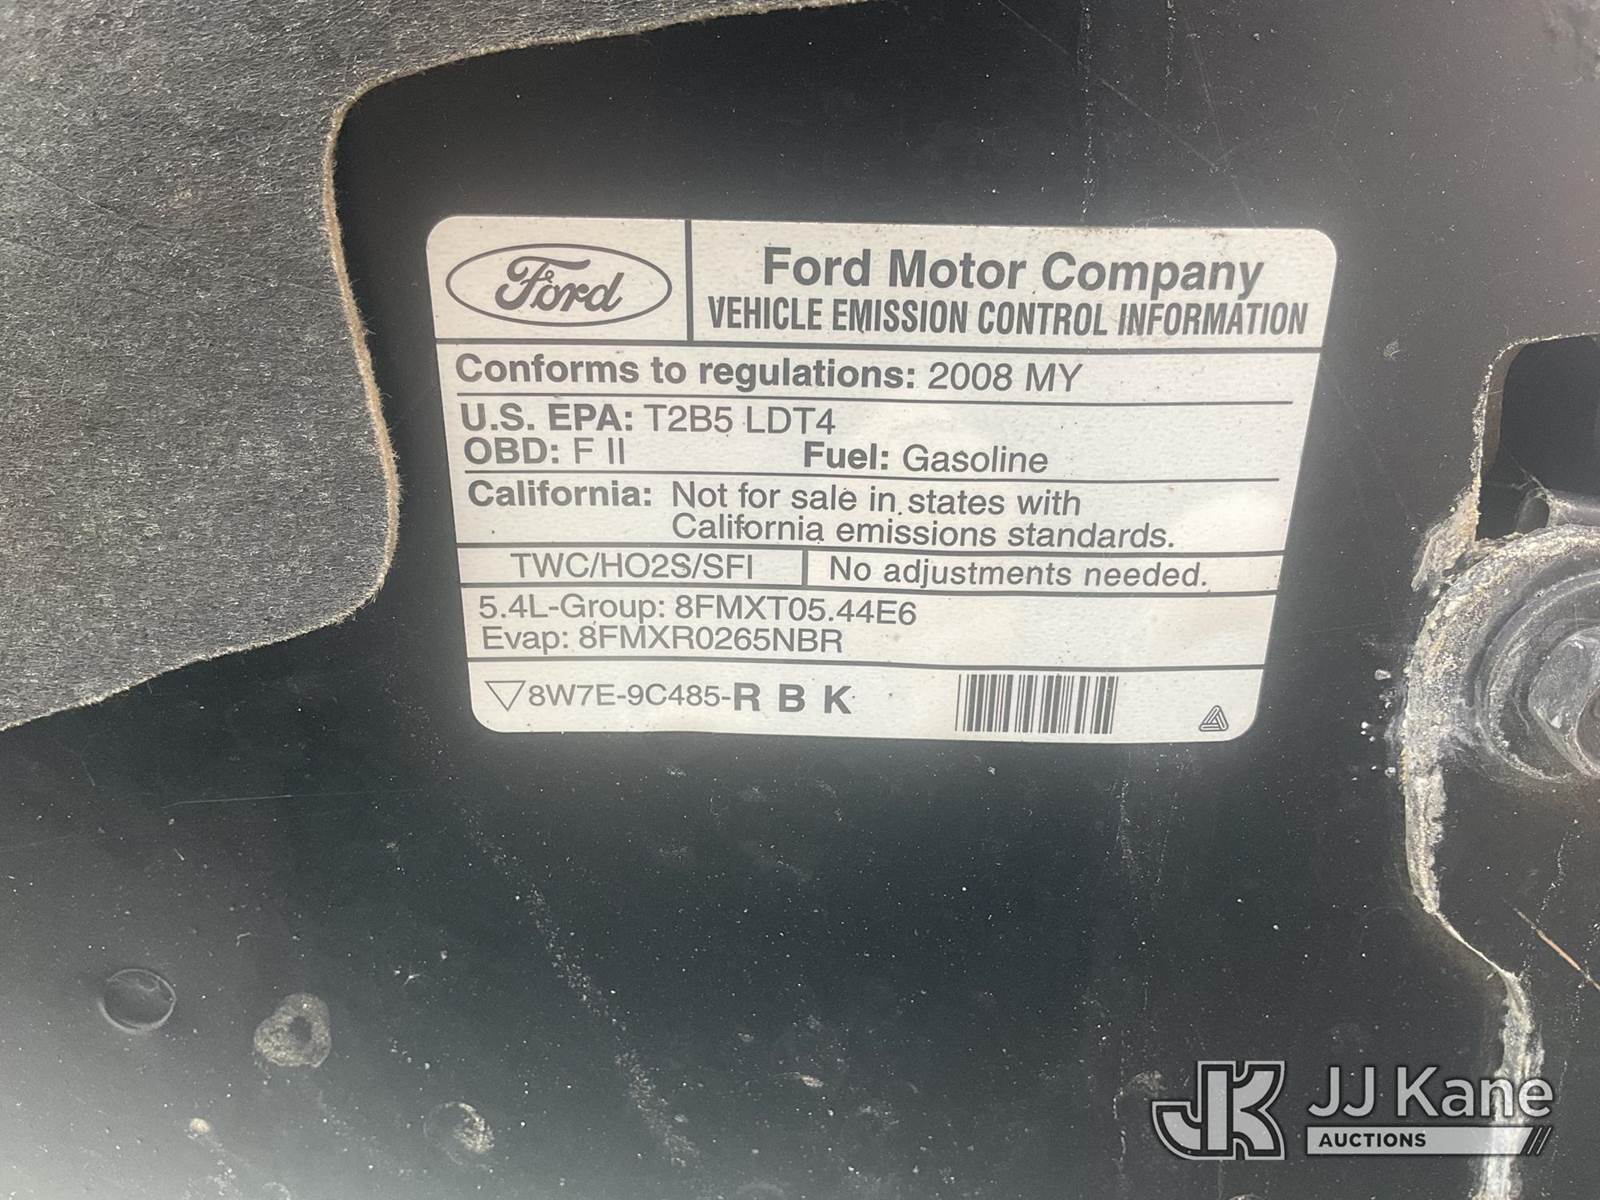 Ford
Ford Motor Company
VEHICLE EMISSION CONTROL INFORMATION
Conforms to regulations: 2008 MY
U.S. EPA: T2B5 LDT4
OBD: F II Fuel: Gasoline
California: Not for sale in states with
California emissions standards.
TWC/HO2S/SFI No adjustments needed.
5.4L-Group: 8FMXT05.44E6
Evap: 8FMXR0265NBR
8W7E-9C485-R B K
JK JJ Kane
AUCTIONS